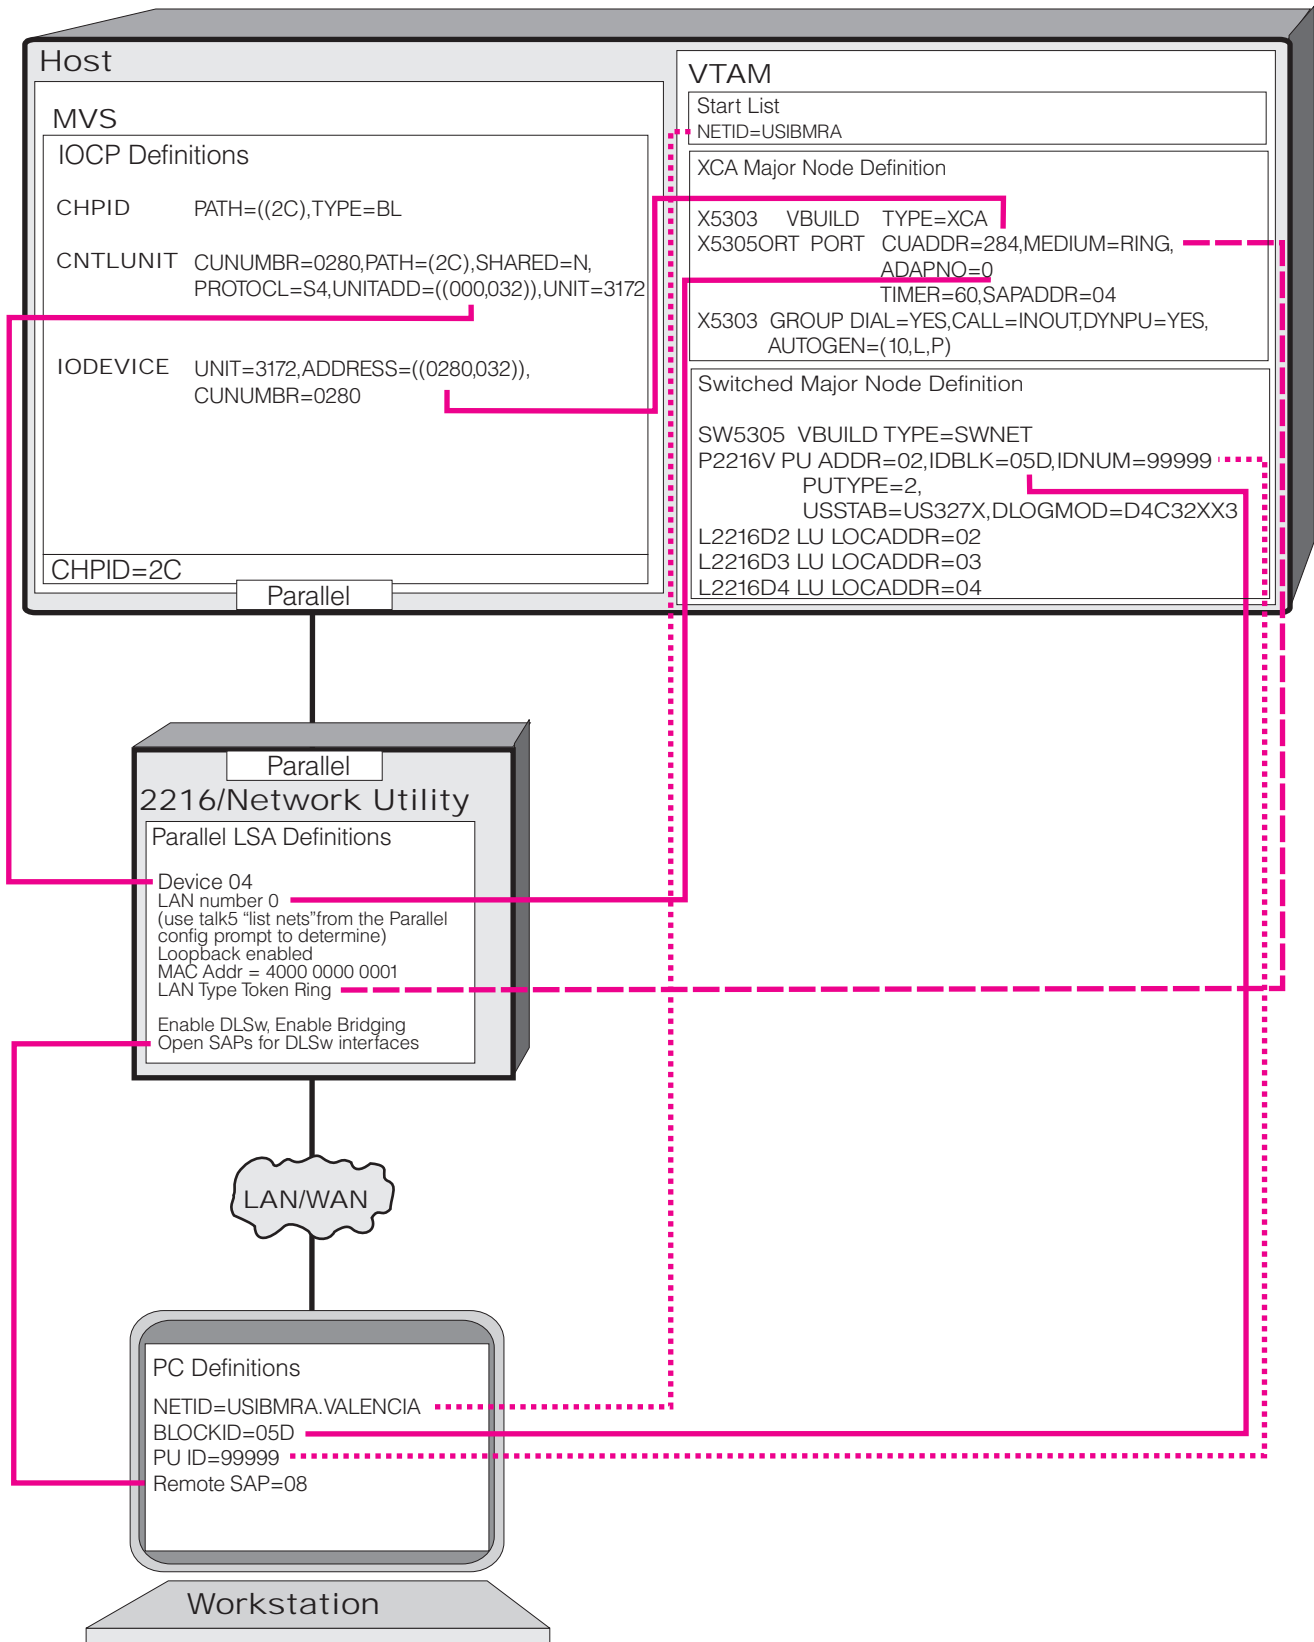 Host
MVS
IOCP Definitions
CHPID PATH=((2C),TYPE=BL
CNTLUNIT CUNUMBR=0280,PATH=(2C),SHARED=N,
PROTOCL=S4,UNITADD=((000,032)),UNIT=3172
IODEVICE UNIT=3172,ADDRESS=((0280,032)),
CUNUMBR=0280
CHPID=2C
Parallel
VTAM
Start List
NETID=USIBMRA
XCA Major Node Definition
X5303 VBUILD TYPE=XCA
X5305ORT PORT CUADDR=284,MEDIUM=RING,
ADAPNO=0
TIMER=60,SAPADDR=04
X5303 GROUP DIAL=YES,CALL=INOUT,DYNPU=YES,
AUTOGEN=(10,L,P)
Switched Major Node Definition
SW5305 VBUILD TYPE=SWNET
P2216V PU ADDR=02,IDBLK=05D,IDNUM=99999
PUTYPE=2,
USSTAB=US327X,DLOGMOD=D4C32XX3
L2216D2 LU LOCADDR=02
L2216D3 LU LOCADDR=03
L2216D4 LU LOCADDR=04
Parallel
2216/Network Utility
Parallel LSA Definitions
Device 04
LAN number 0
(use talk5 “list nets”from the Parallel
config prompt to determine)
Loopback enabled
MAC Addr = 4000 0000 0001
LAN Type Token Ring
Enable DLSw, Enable Bridging
Open SAPs for DLSw interfaces
LAN/WAN
PC Definitions
NETID=USIBMRA.VALENCIA
BLOCKID=05D
PU ID=99999
Remote SAP=08
Workstation